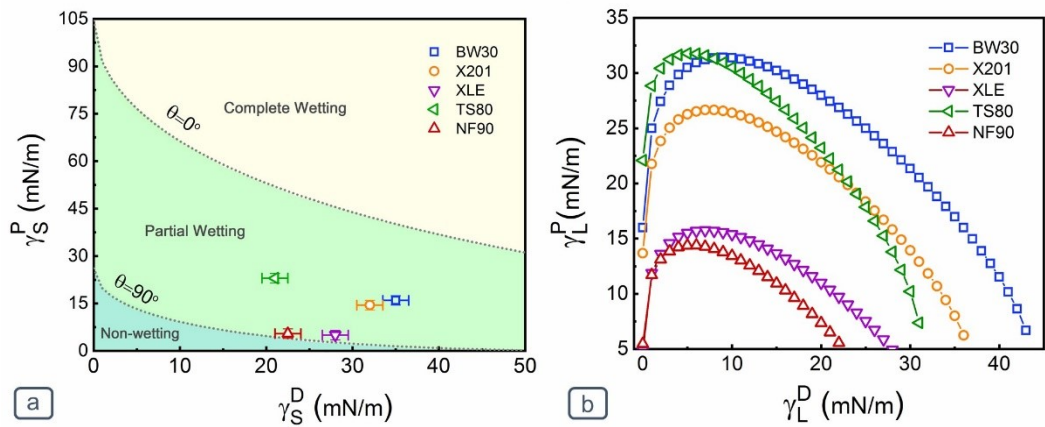 105
90
75
60
45
30
15
0
γ_S^P (mN/m)
θ=0°
Complete Wetting
Partial Wetting
θ=90°
Non-wetting
BW30
X201
XLE
TS80
NF90
0 10 20 30 40 50
γ_S^D (mN/m)
a
35
30
25
20
15
10
5
γ_L^P (mN/m)
BW30
X201
XLE
TS80
NF90
0 10 20 30 40
γ_L^D (mN/m)
b